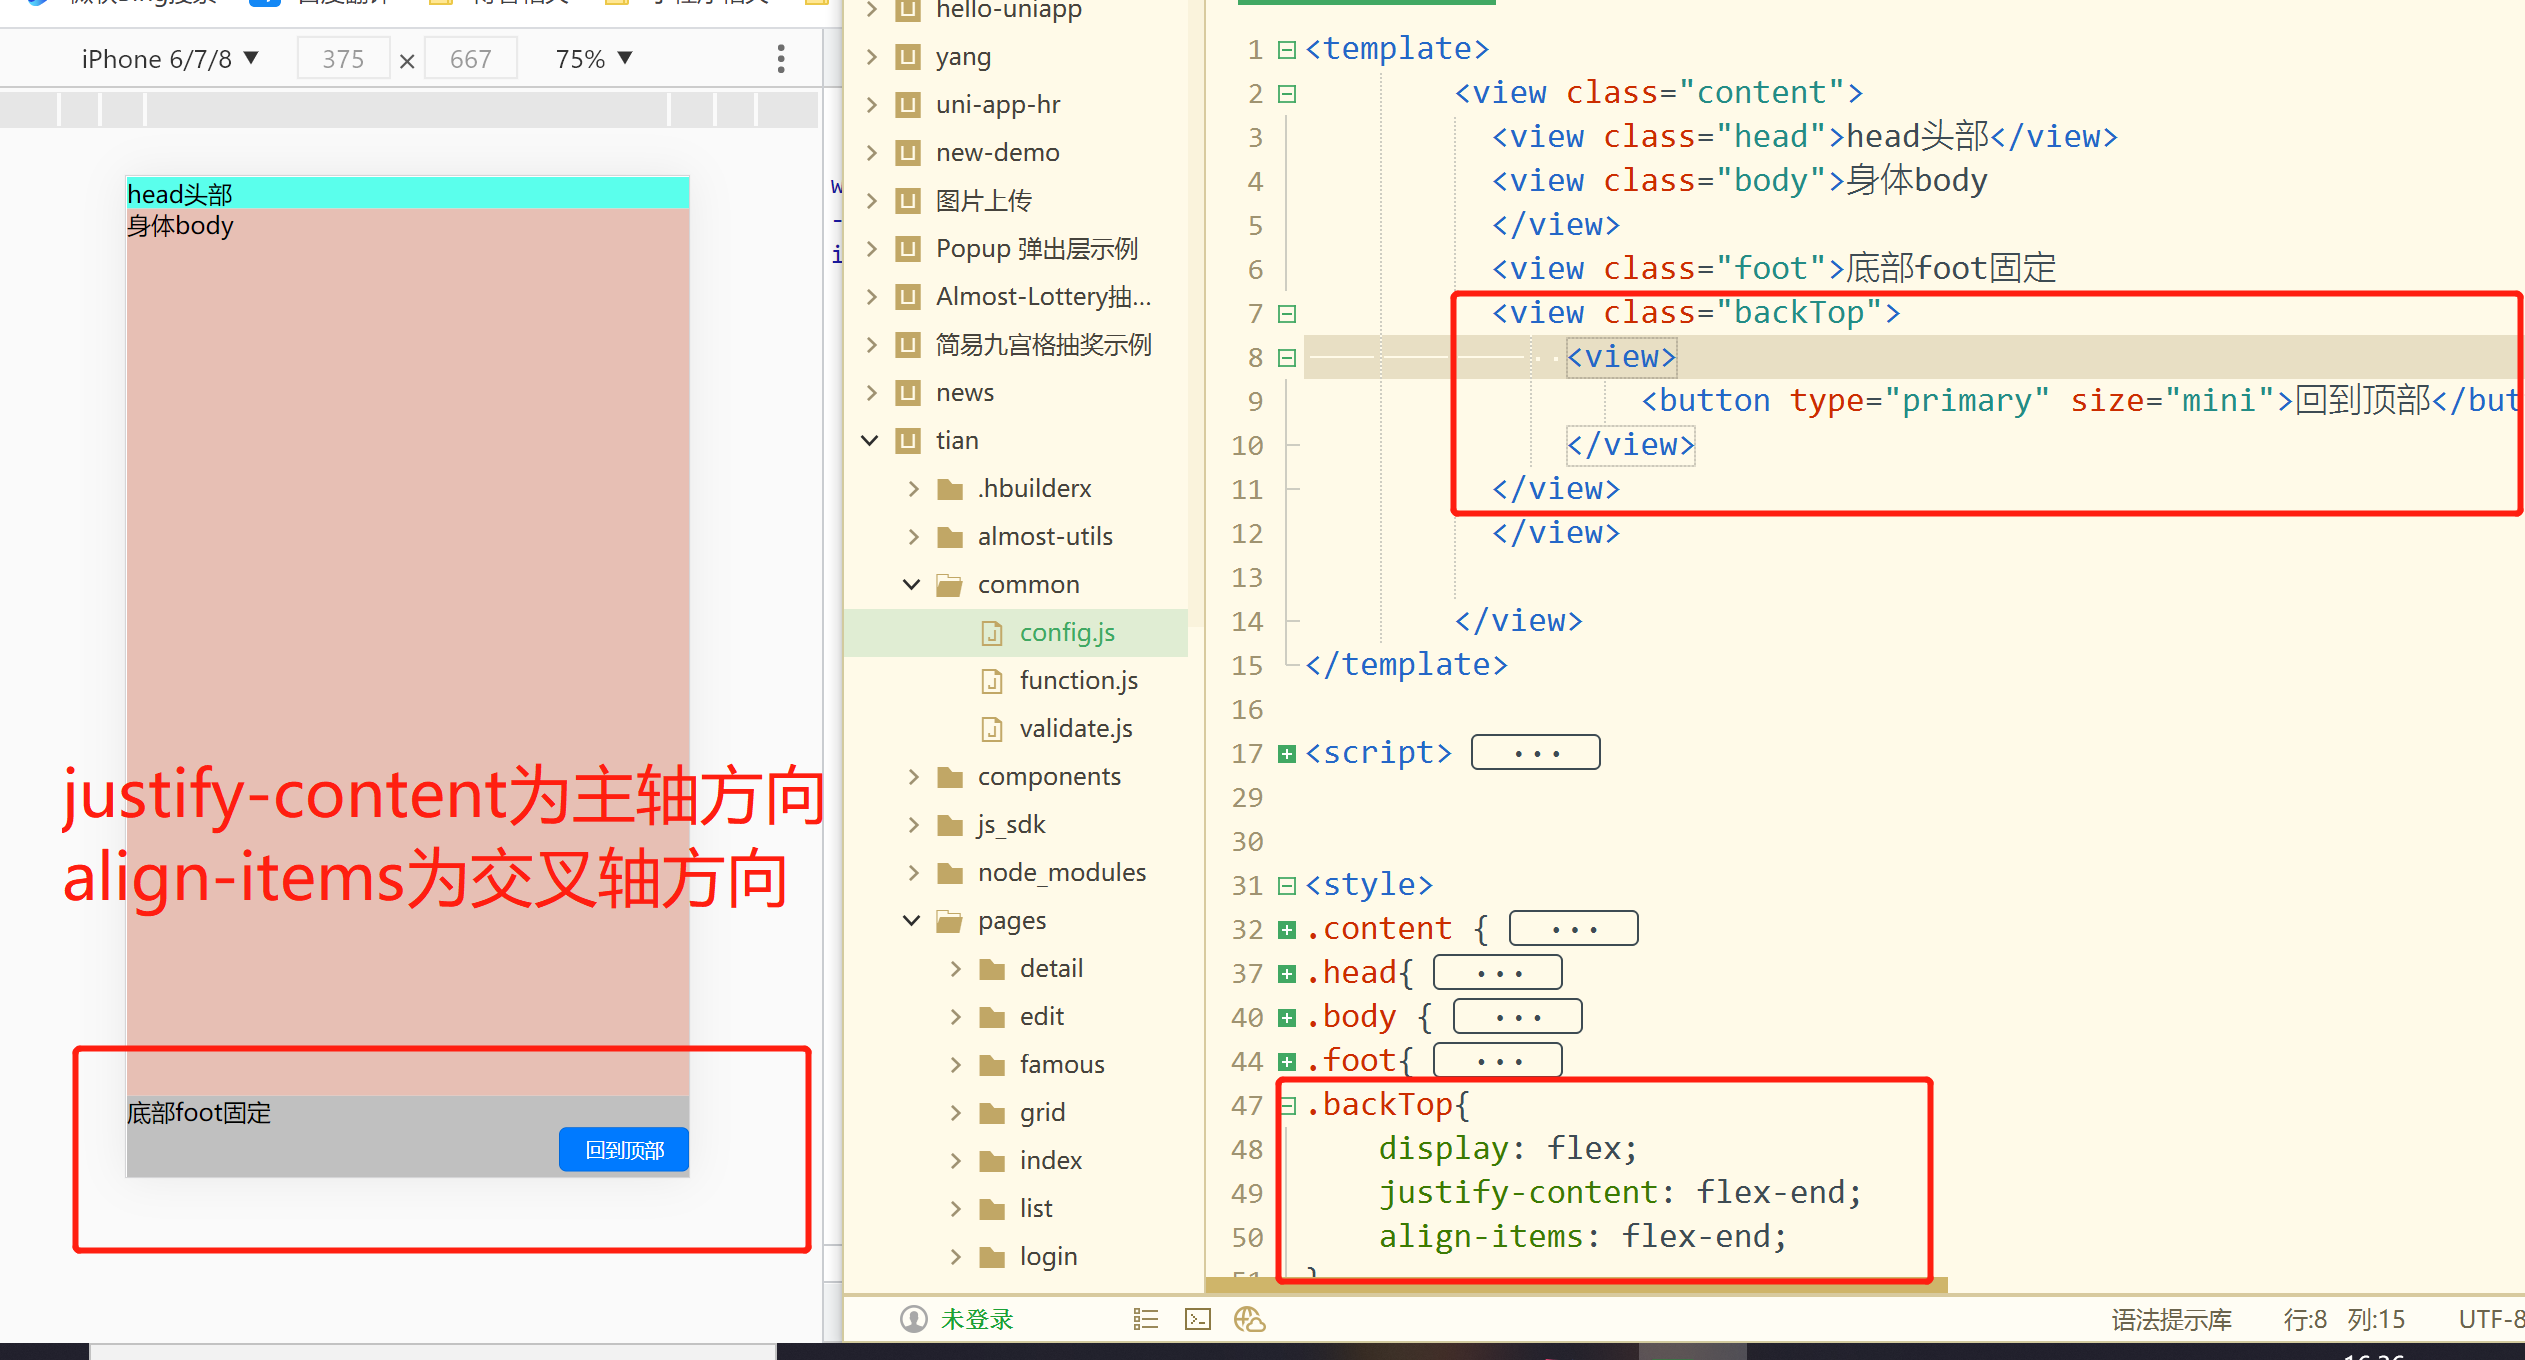 iPhone 6/7/8 ▼ 375 × 667 75% ▼
head头部
身体body
justify-content为主轴方向
align-items为交叉轴方向
底部foot固定
回到顶部
hello-uniapp
yang
uni-app-hr
new-demo
图片上传
Popup 弹出层示例
Almost-Lottery抽...
简易九宫格抽奖示例
news
tian
.hbuilderx
almost-utils
common
config.js
function.js
validate.js
components
js_sdk
node_modules
pages
detail
edit
famous
grid
index
list
login
1 <template>
2 <view class="content">
3 <view class="head">head头部</view>
4 <view class="body">身体body
5 </view>
6 <view class="foot">底部foot固定
7 <view class="backTop">
8 <view>
9 <button type="primary" size="mini">回到顶部</but
10 </view>
11 </view>
12 </view>
13
14 </view>
15 </template>
16
17 <script> ...
29
30
31 <style>
32 .content { ...
37 .head{ ...
40 .body { ...
44 .foot{ ...
47 .backTop{
48 display: flex;
49 justify-content: flex-end;
50 align-items: flex-end;
未登录
语法提示库 行:8 列:15 UTF-8